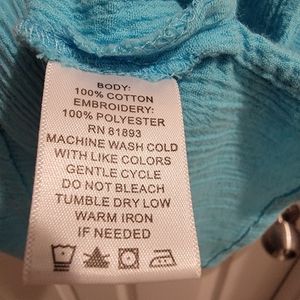 BODY:
100% COTTON
EMBROIDERY:
100% POLYESTER
RN 81893
MACHINE WASH COLD
WITH LIKE COLORS
GENTLE CYCLE
DO NOT BLEACH
TUMBLE DRY LOW
WARM IRON
IF NEEDED